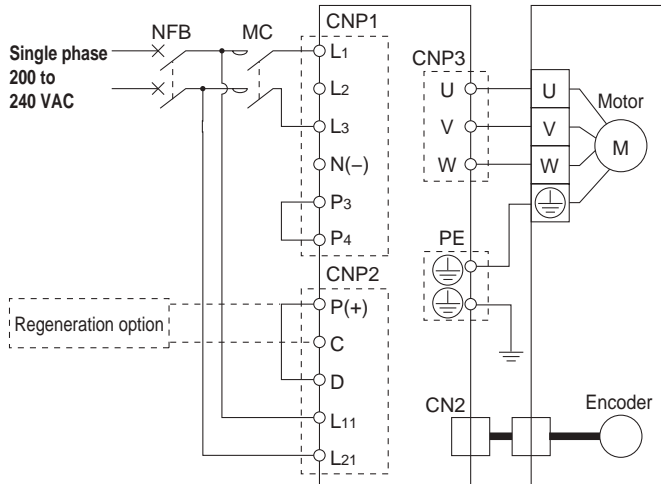 Single phase
200 to
240 VAC
NFB
MC
CNP1
L1
L2
L3
N(−)
P3
P4
CNP2
P(+)
C
D
L11
L21
Regeneration option
CNP3
U
V
W
PE
CN2
U
V
W
Motor
M
Encoder